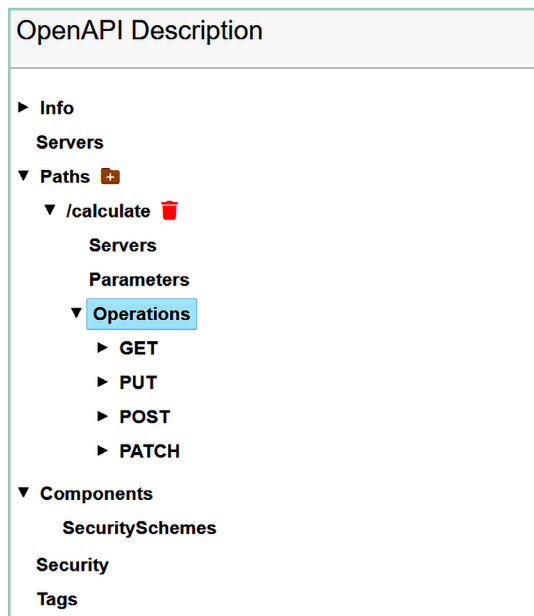 OpenAPI Description
Info
Servers
Paths
/calculate
Servers
Parameters
Operations
GET
PUT
POST
PATCH
Components
SecuritySchemes
Security
Tags